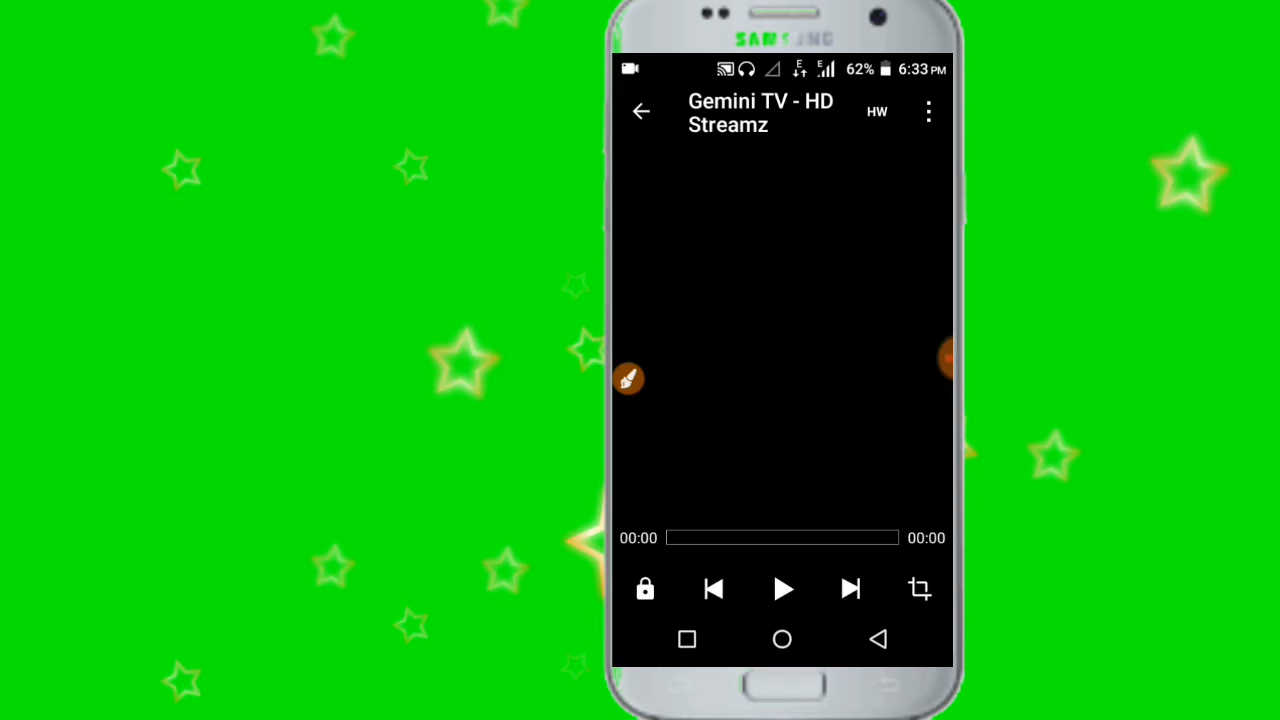 SAMSUNG
E E 62% 6:33 PM
Gemini TV - HD
Streamz
HW
00:00 00:00